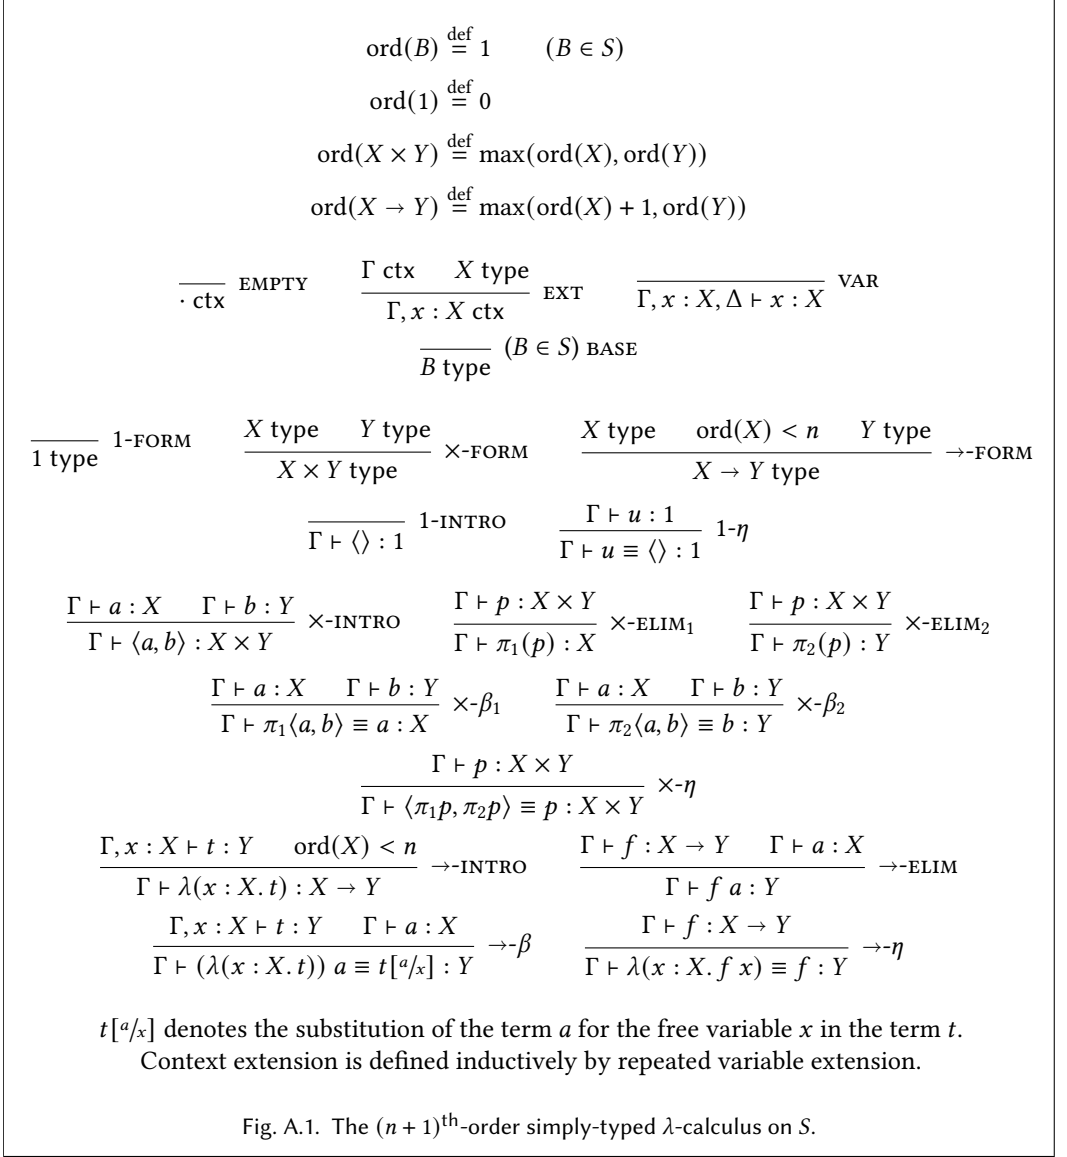 ord(B) def= 1 (B ∈ S)
ord(1) def= 0
ord(X × Y) def= max(ord(X), ord(Y))
ord(X → Y) def= max(ord(X) + 1, ord(Y))
· ctx EMPTY Γ ctx X type / Γ, x : X ctx EXT Γ, x : X, Δ ⊢ x : X VAR
B type (B ∈ S) BASE
1 type 1-FORM X type Y type / X × Y type ×-FORM X type ord(X) < n Y type / X → Y type →-FORM
Γ ⊢ ⟨⟩ : 1 1-INTRO Γ ⊢ u : 1 / Γ ⊢ u ≡ ⟨⟩ : 1 1-η
Γ ⊢ a : X Γ ⊢ b : Y / Γ ⊢ ⟨a, b⟩ : X × Y ×-INTRO Γ ⊢ p : X × Y / Γ ⊢ π₁(p) : X ×-ELIM₁ Γ ⊢ p : X × Y / Γ ⊢ π₂(p) : Y ×-ELIM₂
Γ ⊢ a : X Γ ⊢ b : Y / Γ ⊢ π₁⟨a, b⟩ ≡ a : X ×-β₁ Γ ⊢ a : X Γ ⊢ b : Y / Γ ⊢ π₂⟨a, b⟩ ≡ b : Y ×-β₂
Γ ⊢ p : X × Y / Γ ⊢ ⟨π₁p, π₂p⟩ ≡ p : X × Y ×-η
Γ, x : X ⊢ t : Y ord(X) < n / Γ ⊢ λ(x : X. t) : X → Y →-INTRO Γ ⊢ f : X → Y Γ ⊢ a : X / Γ ⊢ f a : Y →-ELIM
Γ, x : X ⊢ t : Y Γ ⊢ a : X / Γ ⊢ (λ(x : X. t)) a ≡ t[a/x] : Y →-β Γ ⊢ f : X → Y / Γ ⊢ λ(x : X. f x) ≡ f : Y →-η
t[a/x] denotes the substitution of the term a for the free variable x in the term t.
Context extension is defined inductively by repeated variable extension.
Fig. A.1. The (n + 1)th-order simply-typed λ-calculus on S.